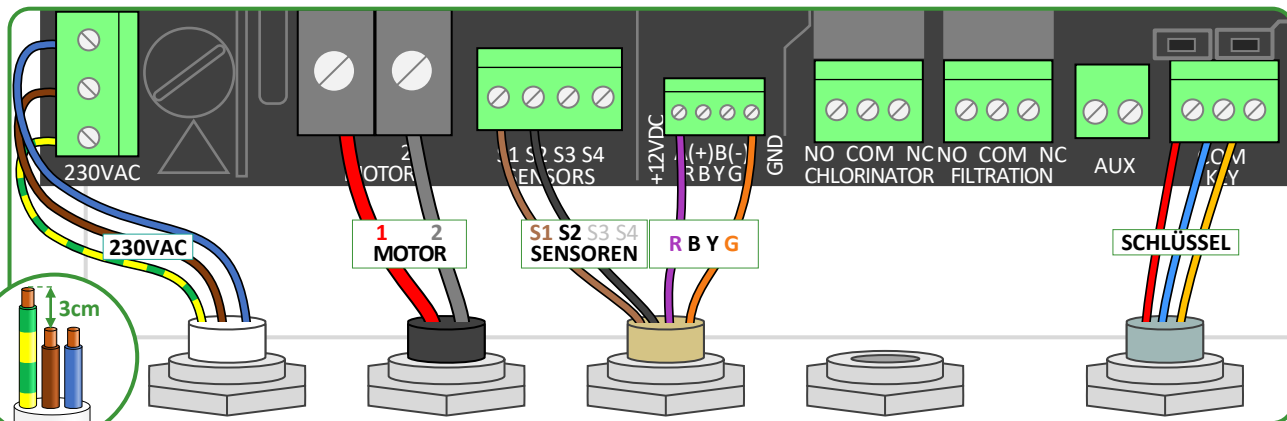 230VAC
2
MOTOR
S1 S2 S3 S4
SENSORS
+12VDC
A(+)B(-)
R B Y G
GND
NO COM NC
CHLORINATOR
NO COM NC
FILTRATION
AUX
COM
KEY
230VAC
1 2
MOTOR
S1 S2 S3 S4
SENSOREN
R B Y G
SCHLÜSSEL
3cm